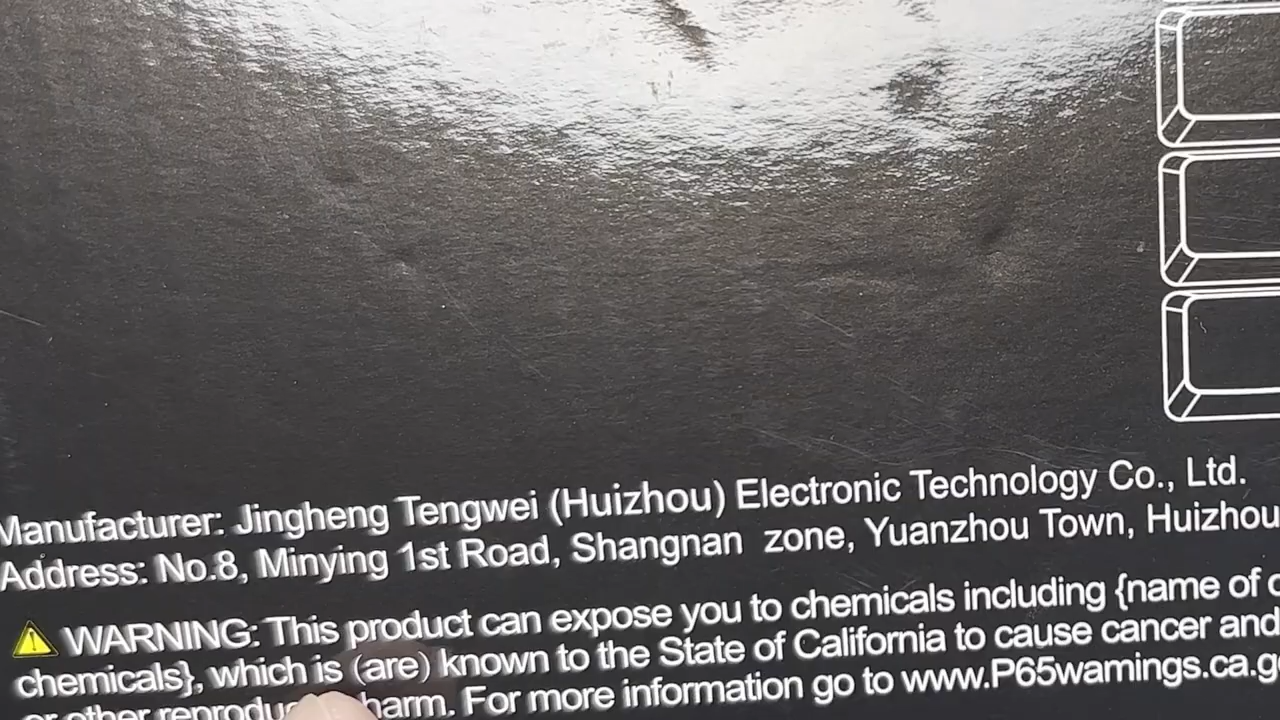 Manufacturer: Jingheng Tengwei (Huizhou) Electronic Technology Co., Ltd.
Address: No.8, Minying 1st Road, Shangnan zone, Yuanzhou Town, Huizhou
WARNING: This product can expose you to chemicals including {name of
chemicals}, which is (are) known to the State of California to cause cancer and
or other harm. For more information go to www.P65wamings.ca.g